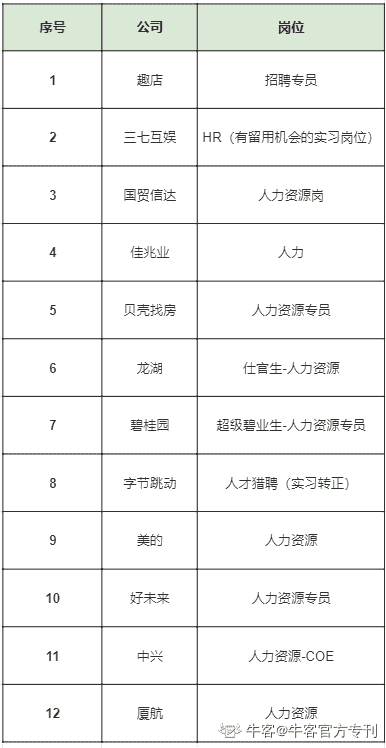 序号 公司 岗位
1 趣店 招聘专员
2 三七互娱 HR（有留用机会的实习岗位）
3 国贸信达 人力资源岗
4 佳兆业 人力
5 贝壳找房 人力资源专员
6 龙湖 仕官生-人力资源
7 碧桂园 超级碧业生-人力资源专员
8 字节跳动 人才猎聘（实习转正）
9 美的 人力资源
10 好未来 人力资源专员
11 中兴 人力资源-COE
12 厦航 人力资源
牛客@牛客官方专刊